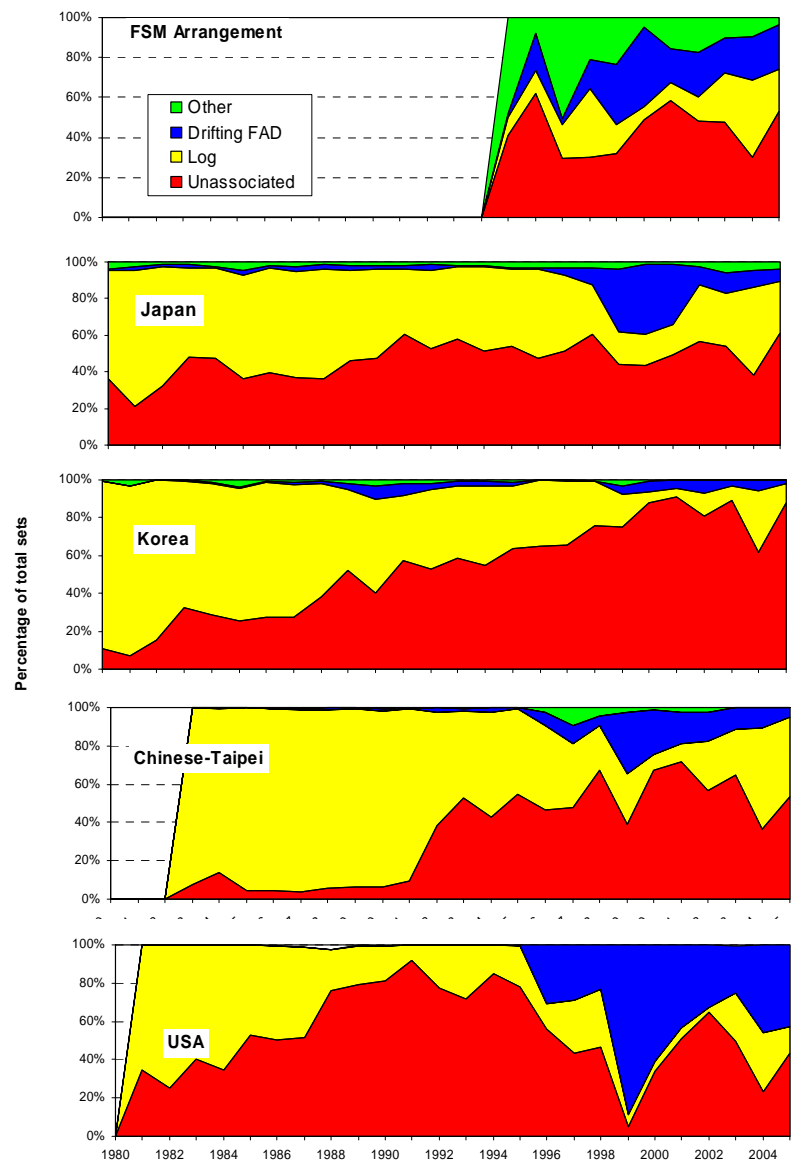 100%
FSM Arrangement
80%
60%
40%
20%
0%
Other
Drifting FAD
Log
Unassociated
100%
80%
Japan
60%
40%
20%
0%
100%
80%
Korea
60%
40%
20%
0%
Percentage of total sets
100%
80%
Chinese-Taipei
60%
40%
20%
0%
100%
80%
60%
USA
40%
20%
0%
1980 1982 1984 1986 1988 1990 1992 1994 1996 1998 2000 2002 2004